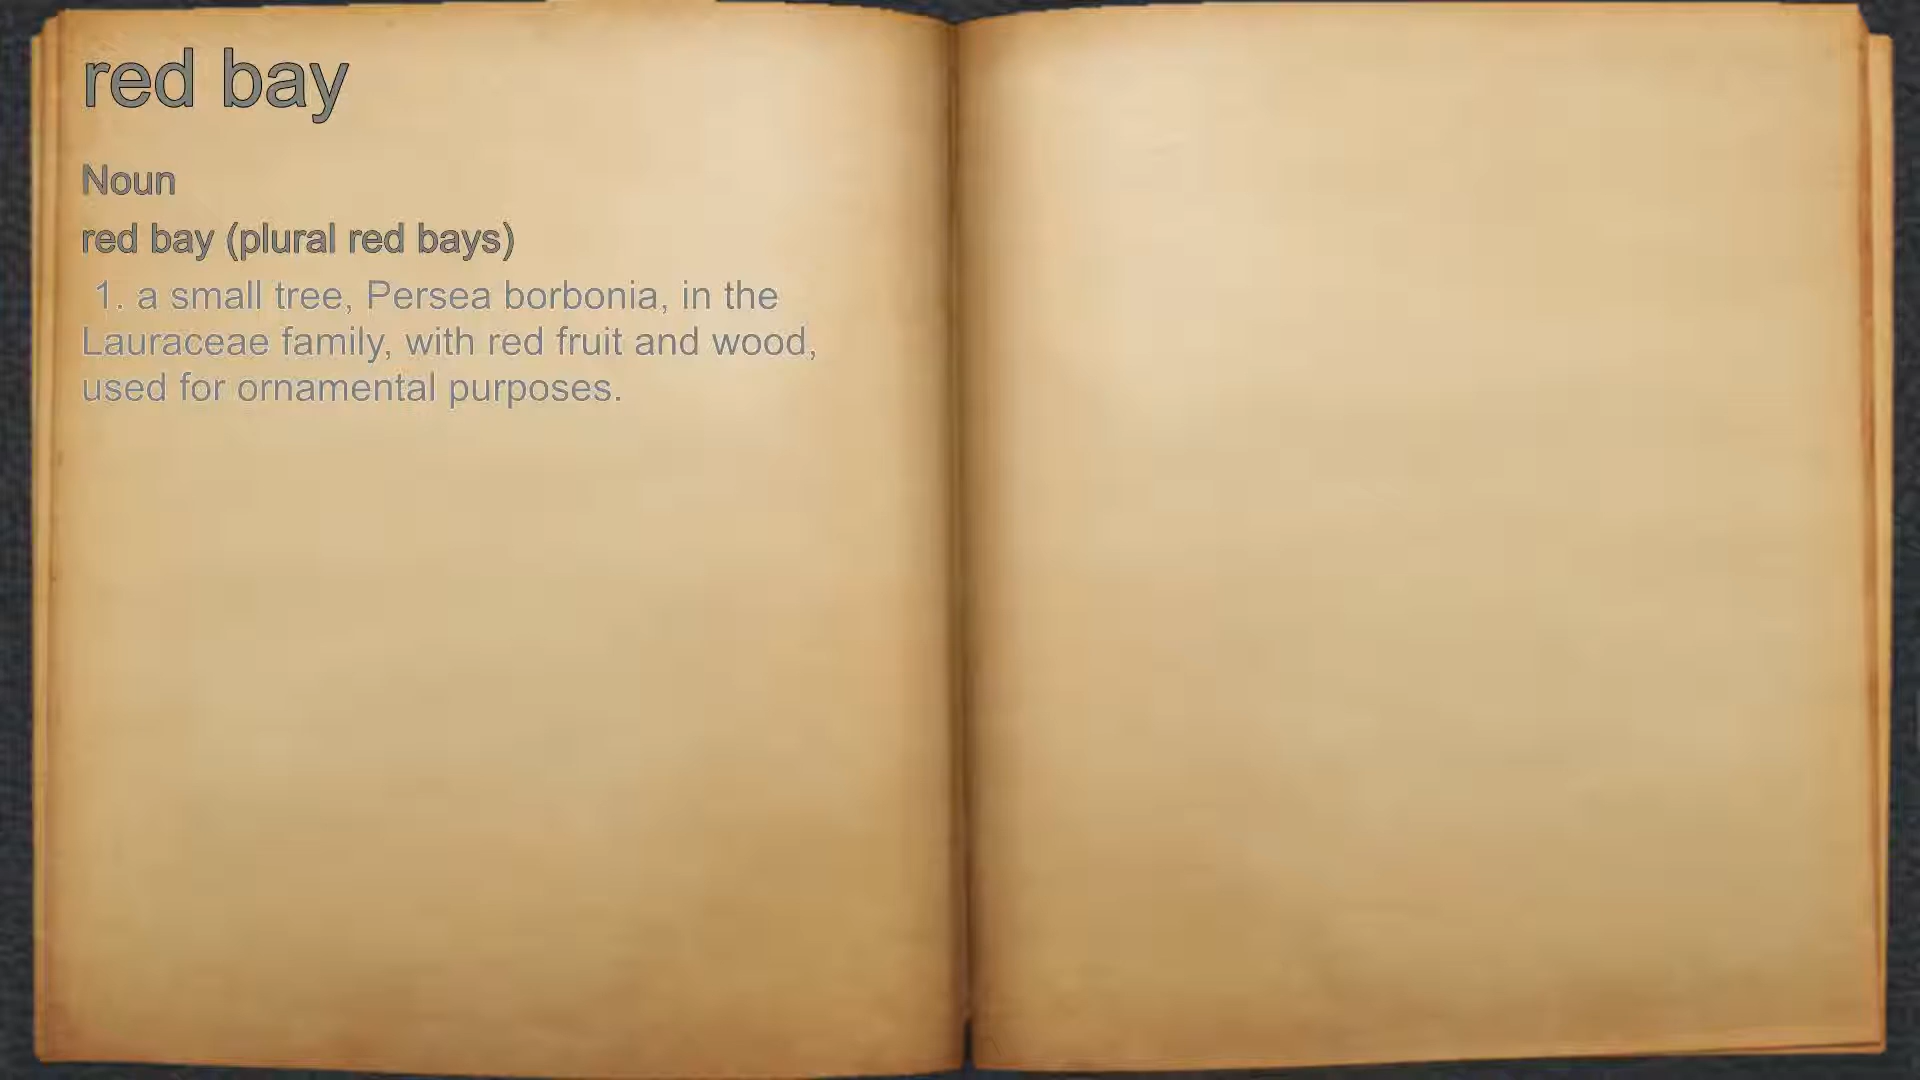 red bay
Noun
red bay (plural red bays)
1. a small tree, Persea borbonia, in the
Lauraceae family, with red fruit and wood,
used for ornamental purposes.